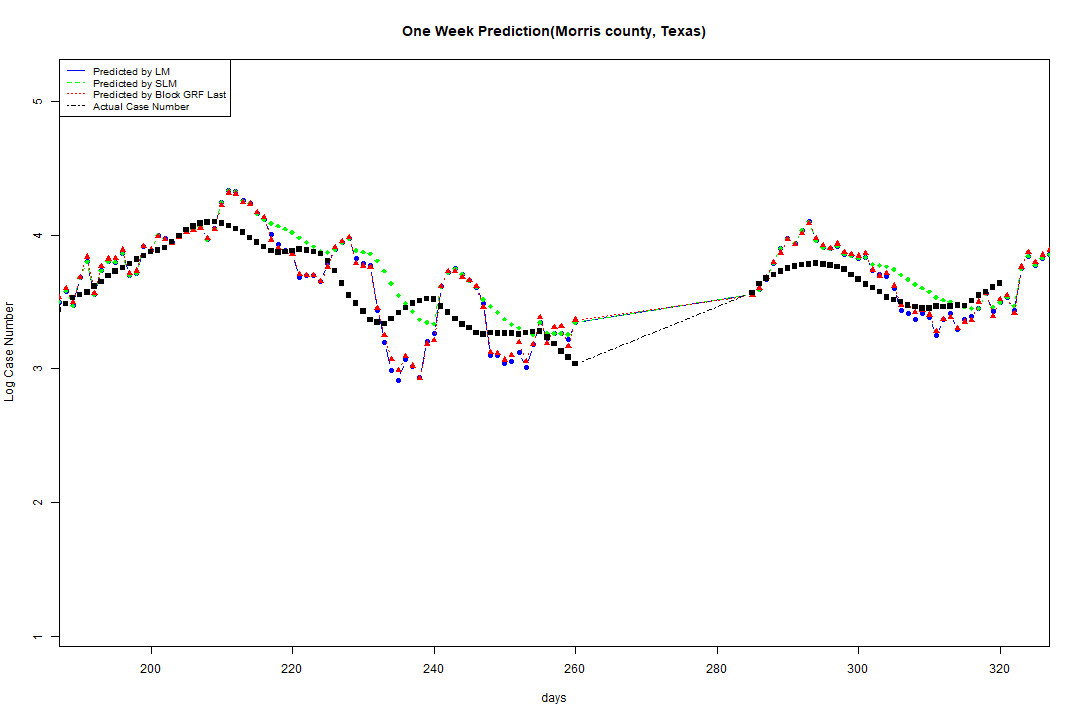 One Week Prediction(Morris county, Texas)
Predicted by LM
Predicted by SLM
Predicted by Block GRF Last
Actual Case Number
5
4
3
2
1
Log Case Number
200 220 240 260 280 300 320
days